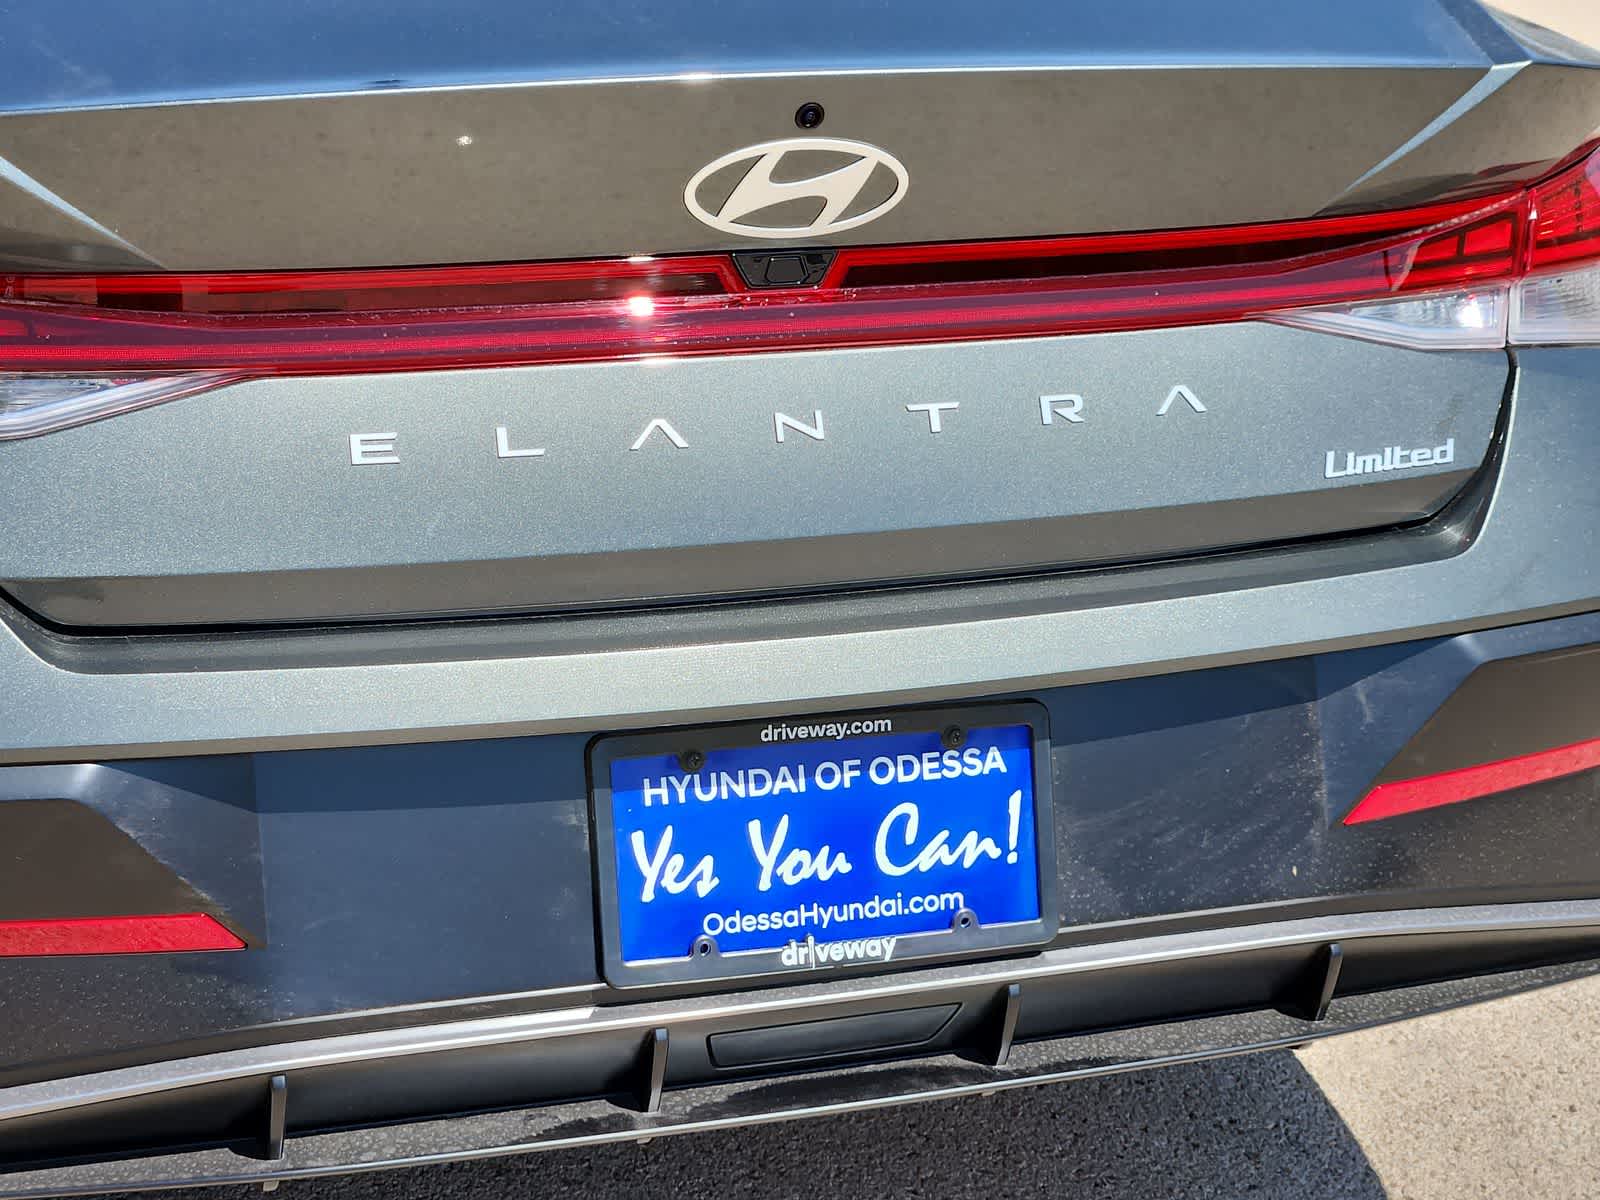 ELANTRA
Limited
driveway.com
HYUNDAI OF ODESSA
Yes You Can!
OdessaHyundai.com
driveway